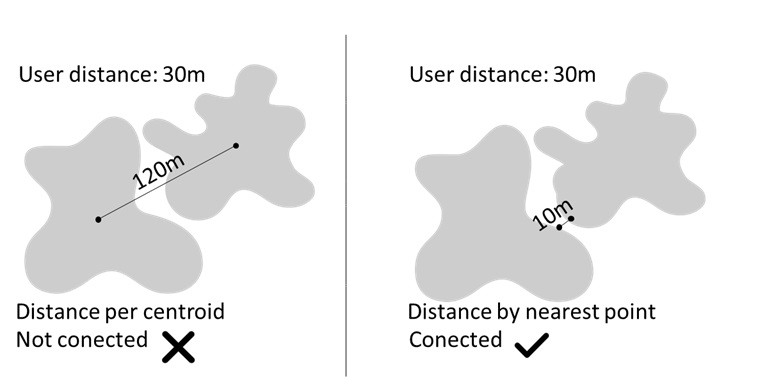 User distance: 30m
120m
Distance per centroid
Not conected
User distance: 30m
10m
Distance by nearest point
Conected